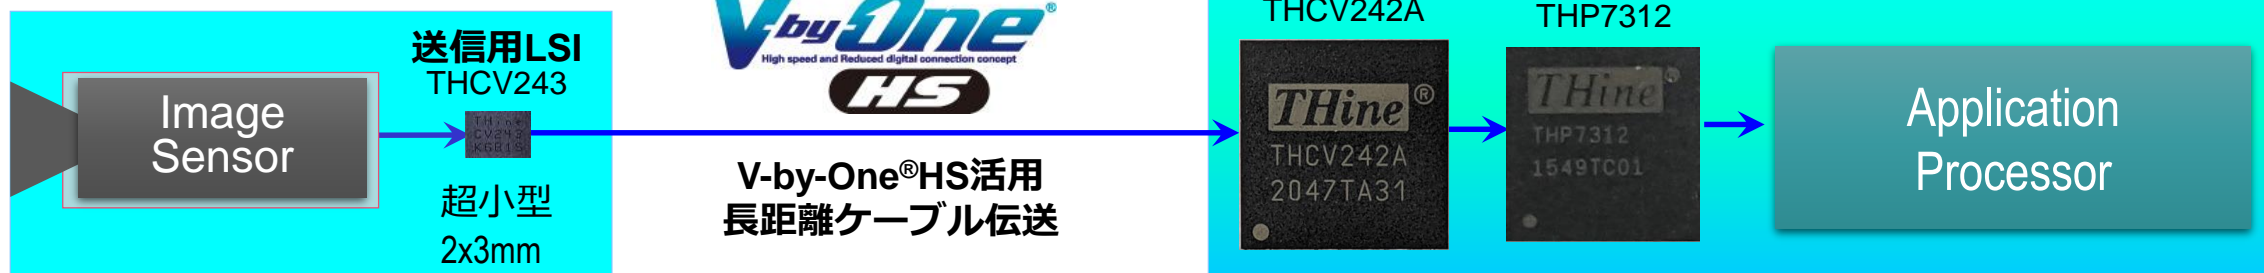 Image
Sensor
送信用LSI
THCV243
THine
CV243
超小型
2x3mm
V-by-One®
High speed and Reduced digital connection concept
HS
V-by-One®HS活用
長距離ケーブル伝送
THCV242A
THine®
THCV242A
2047TA31
THP7312
THine®
THP7312
1549TC01
Application
Processor